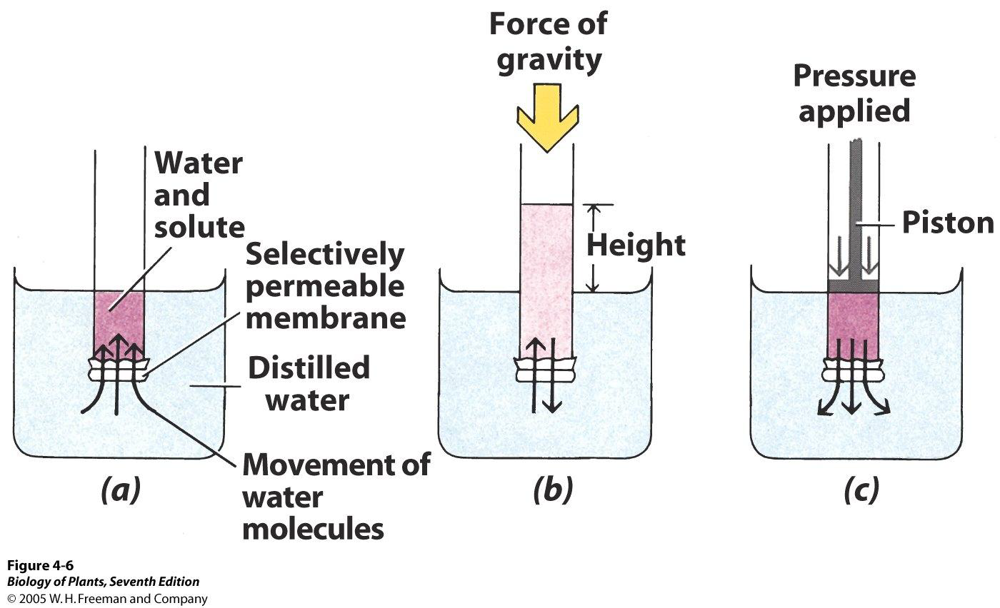 Force of
gravity
Pressure
applied
Water
and
solute
Selectively
permeable
membrane
Distilled
water
Movement of
water
molecules
Height
Piston
(a)
(b)
(c)
Figure 4-6
Biology of Plants, Seventh Edition
© 2005 W. H. Freeman and Company